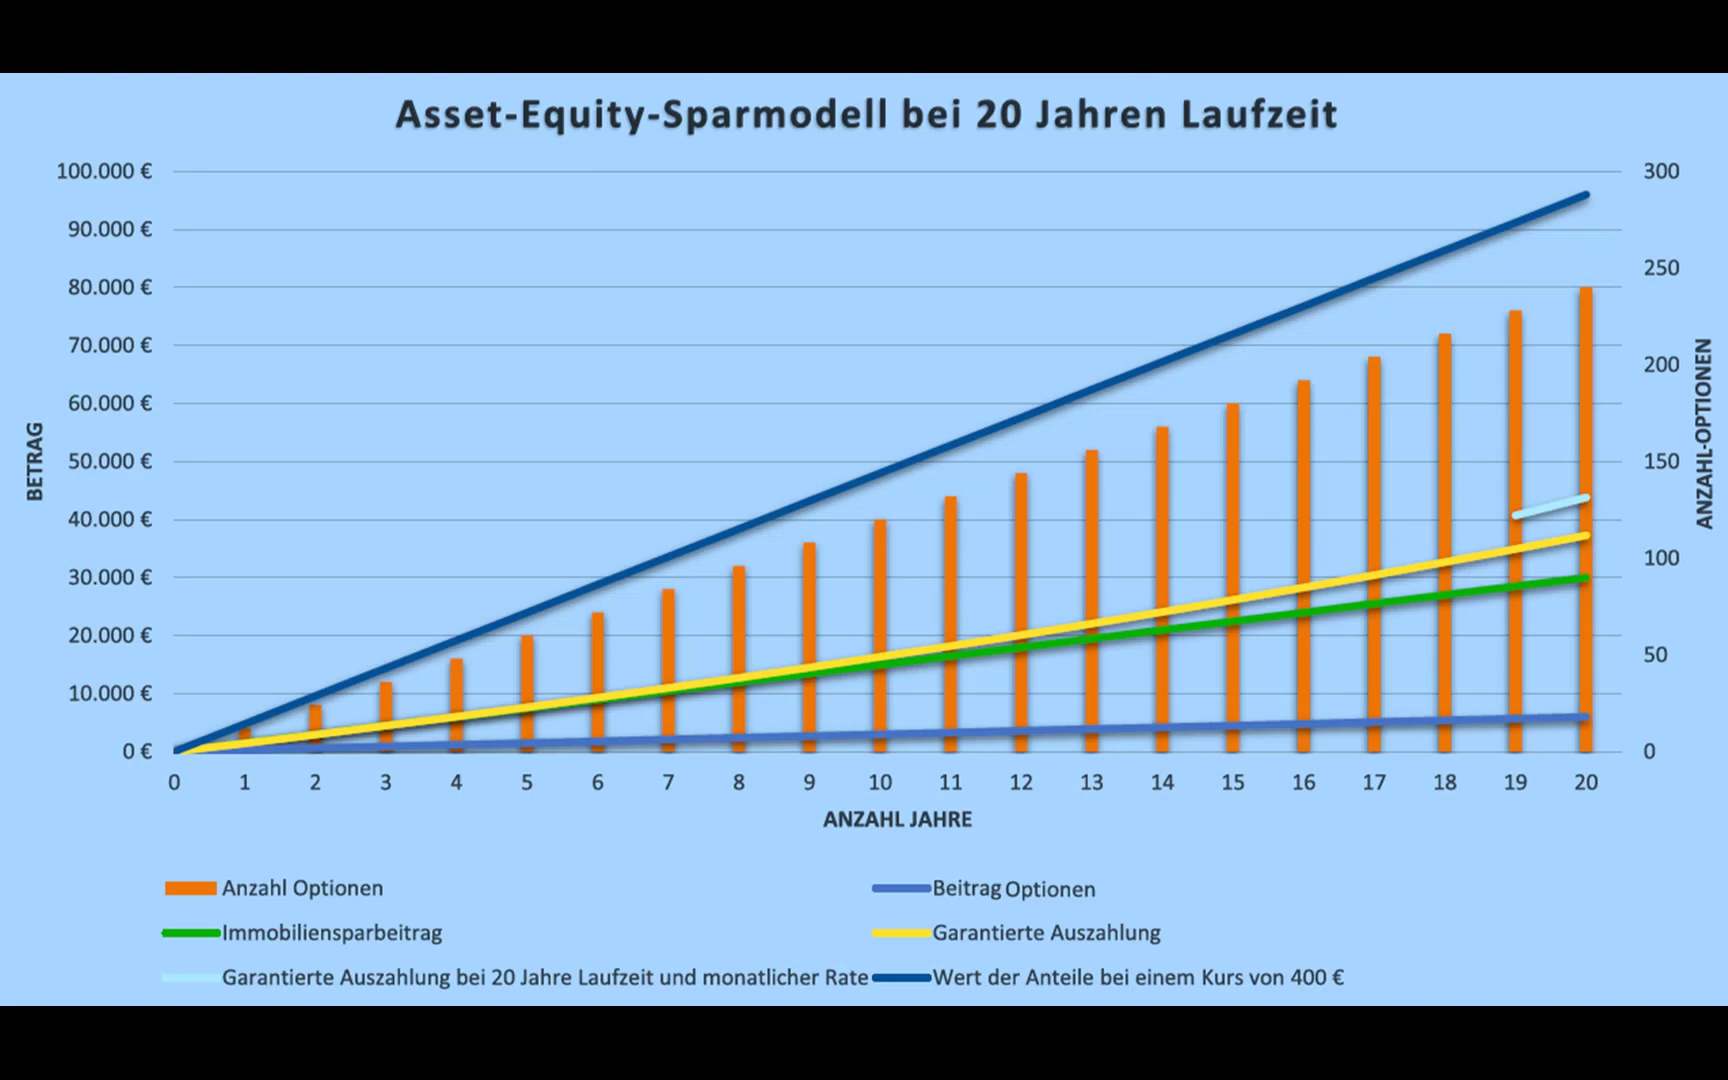 Asset-Equity-Sparmodell bei 20 Jahren Laufzeit
100.000 €
90.000 €
80.000 €
70.000 €
60.000 €
50.000 €
40.000 €
30.000 €
20.000 €
10.000 €
0 €
BETRAG
300
250
200
150
100
50
0
ANZAHL-OPTIONEN
0 1 2 3 4 5 6 7 8 9 10 11 12 13 14 15 16 17 18 19 20
ANZAHL JAHRE
Anzahl Optionen
Beitrag Optionen
Immobiliensparbeitrag
Garantierte Auszahlung
Garantierte Auszahlung bei 20 Jahre Laufzeit und monatlicher Rate
Wert der Anteile bei einem Kurs von 400 €